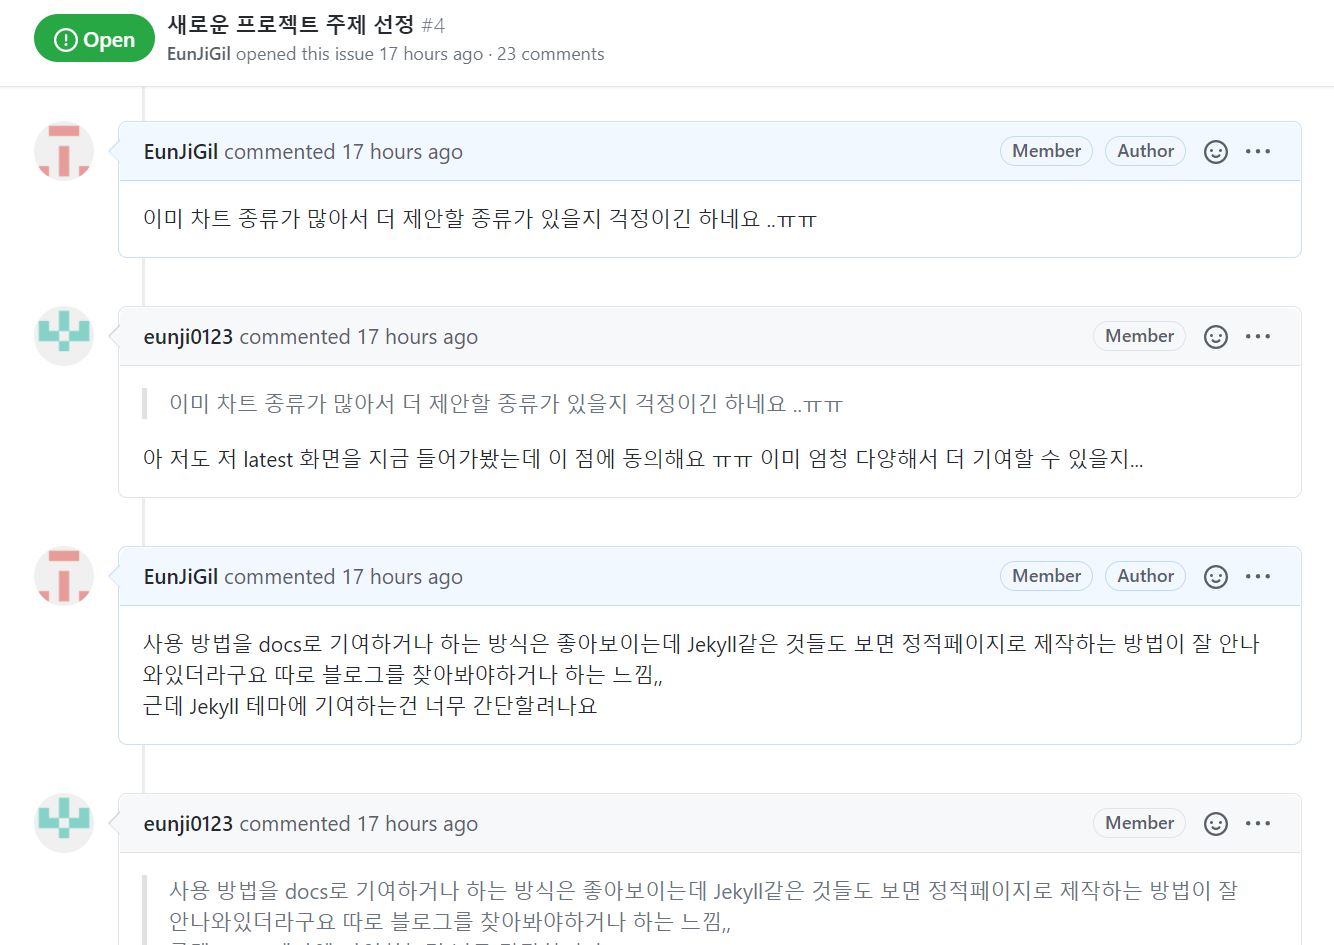 Open
새로운 프로젝트 주제 선정 #4
EunJiGil opened this issue 17 hours ago · 23 comments
EunJiGil commented 17 hours ago
Member
Author
이미 차트 종류가 많아서 더 제안할 종류가 있을지 걱정이긴 하네요 ..ㅠㅠ
eunji0123 commented 17 hours ago
Member
이미 차트 종류가 많아서 더 제안할 종류가 있을지 걱정이긴 하네요 ..ㅠㅠ
아 저도 저 latest 화면을 지금 들어가봤는데 이 점에 동의해요 ㅠㅠ 이미 엄청 다양해서 더 기여할 수 있을지...
EunJiGil commented 17 hours ago
Member
Author
사용 방법을 docs로 기여하거나 하는 방식은 좋아보이는데 Jekyll같은 것들도 보면 정적페이지로 제작하는 방법이 잘 안나
와있더라구요 따로 블로그를 찾아봐야하거나 하는 느낌,,
근데 Jekyll 테마에 기여하는건 너무 간단할려나요
eunji0123 commented 17 hours ago
Member
사용 방법을 docs로 기여하거나 하는 방식은 좋아보이는데 Jekyll같은 것들도 보면 정적페이지로 제작하는 방법이 잘
안나와있더라구요 따로 블로그를 찾아봐야하거나 하는 느낌,,